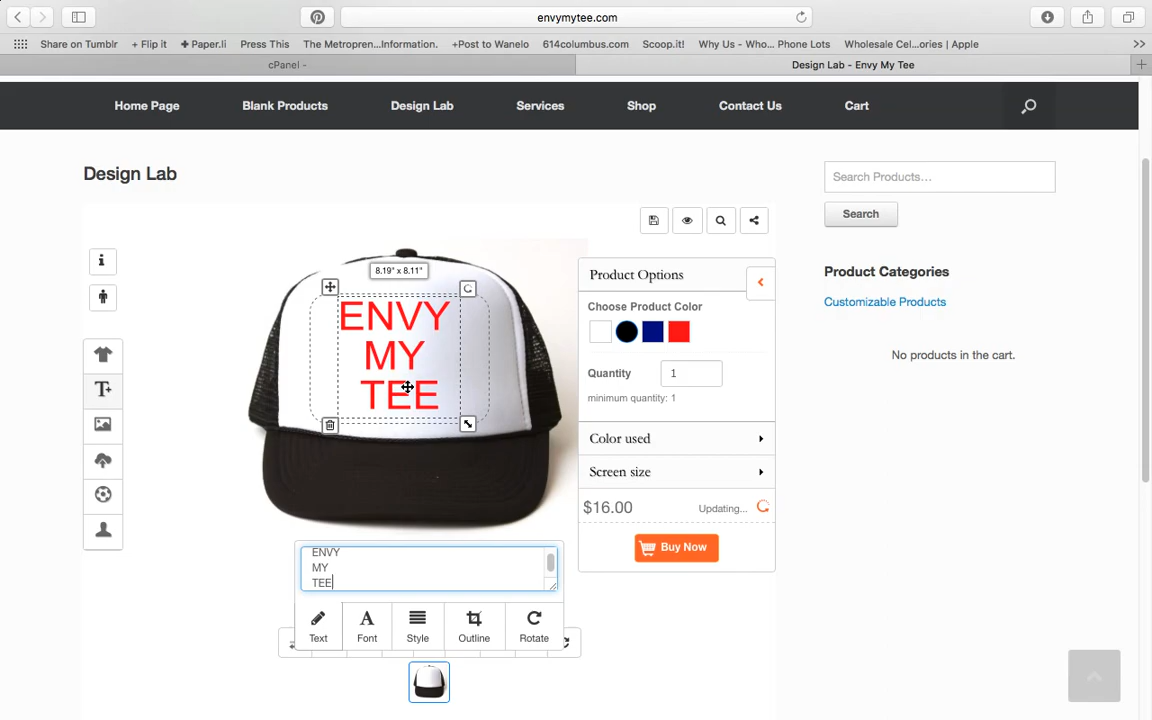 envymytee.com
Share on Tumblr
+ Flip it
✚ Paper.li
Press This
The Metropren...Information.
+Post to Wanelo
614columbus.com
Scoop.it!
Why Us - Who... Phone Lots
Wholesale Cel...ories | Apple
>>
cPanel -
Design Lab - Envy My Tee
Home Page
Blank Products
Design Lab
Services
Shop
Contact Us
Cart
Design Lab
Search Products...
Search
Product Categories
Customizable Products
No products in the cart.
8.19" x 8.11"
ENVY
MY
TEE
Product Options
Choose Product Color
Quantity
1
minimum quantity: 1
Color used
Screen size
$16.00
Updating...
Buy Now
ENVY
MY
TEE
Text
Font
Style
Outline
Rotate